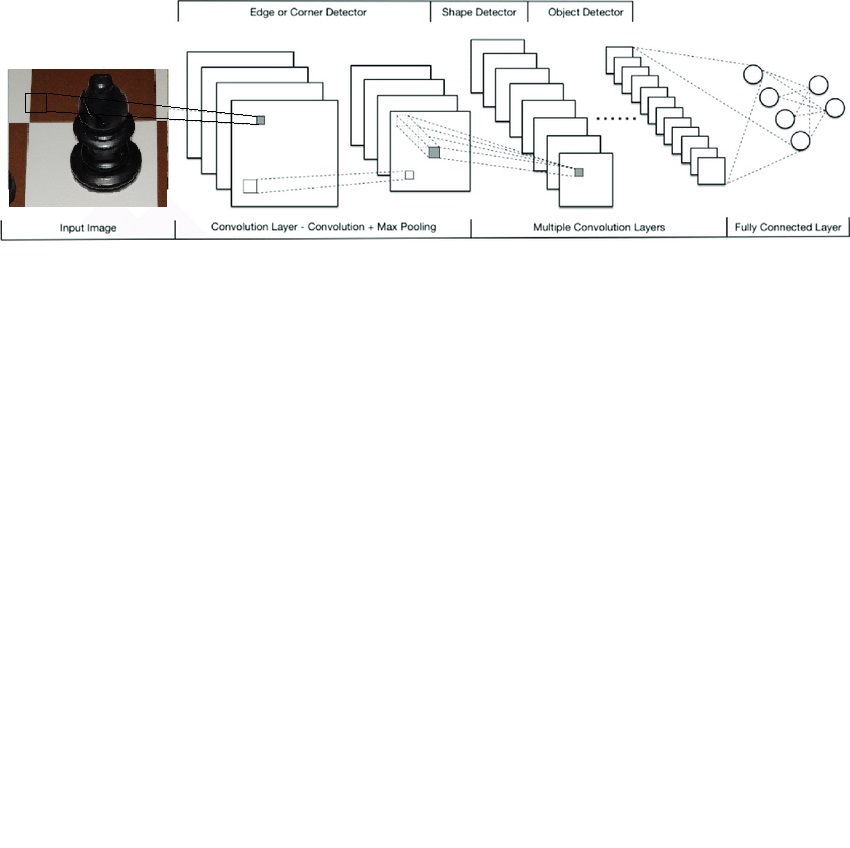 Edge or Corner Detector
Shape Detector
Object Detector
Input Image
Convolution Layer - Convolution + Max Pooling
Multiple Convolution Layers
Fully Connected Layer